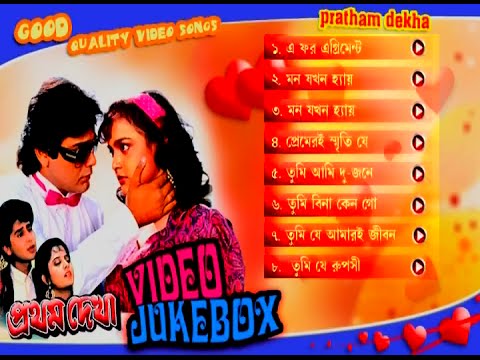 GOOD
QUALITY VIDEO SONGS
pratham dekha
১. এ ফর এপ্রিমেন্ট
২. মন যখন হ্যায়
৩. মন যখন হ্যায়
৪. প্রেমেরই স্মৃতি যে
৫. তুমি আমি দু-জনে
৬. তুমি বিনা কেন গো
৭. তুমি যে আমারই জীবন
৮. তুমি যে রুপসী
প্রথম দেখা
VIDEO
JUKEBOX